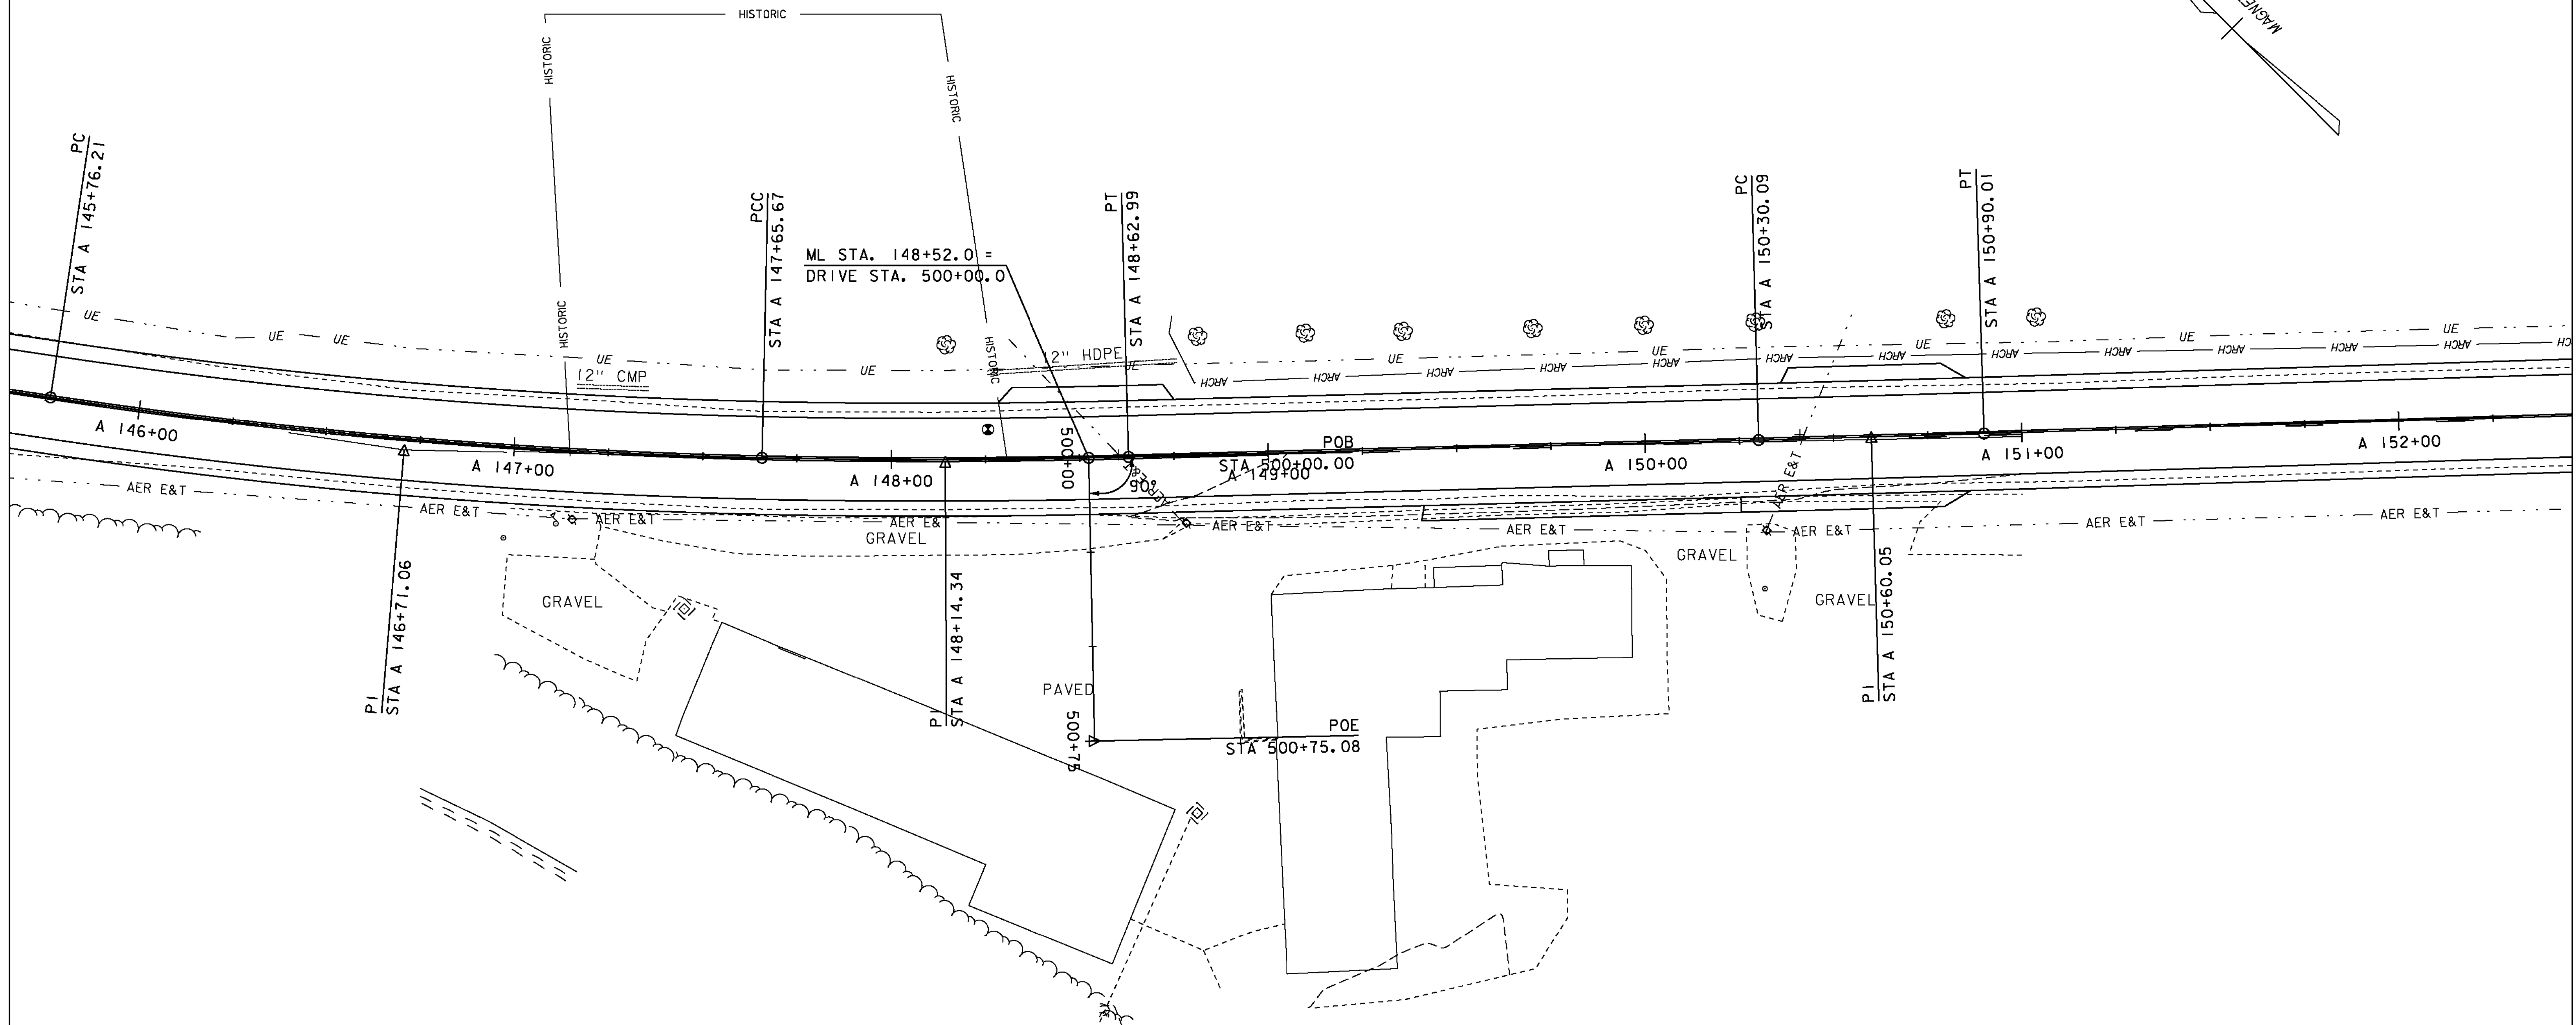 HISTORIC
MAGNE
HISTORIC
HISTORIC
PC
STA A 145+76.21
PCC
STA A 147+65.67
PT
STA A 148+62.99
PC
STA A 150+30.09
PT
STA A 150+90.01
ML STA. 148+52.0 =
DRIVE STA. 500+00.0
HISTORIC
HISTORIC
UE
UE
UE
UE
UE
UE
UE
UE
UE
UE
UE
12" CMP
12" HDPE
ARCH
ARCH
ARCH
ARCH
ARCH
ARCH
ARCH
ARCH
ARCH
ARCH
ARCH
ARCH
CH
A 146+00
A 147+00
A 148+00
500+00
90°
POB
STA 500+00.00
A 149+00
A 150+00
A 151+00
A 152+00
AER E&T
AER E&T
AER E&T
AER E&T
AER E&T
AER E&T
AER E&T
AER E&T
AER E&T
AER E&T
AER E&T
GRAVEL
GRAVEL
GRAVEL
GRAVEL
PI
STA A 146+71.06
PI
STA A 148+14.34
PI
STA A 150+60.05
PAVED
500+75
POE
STA 500+75.08